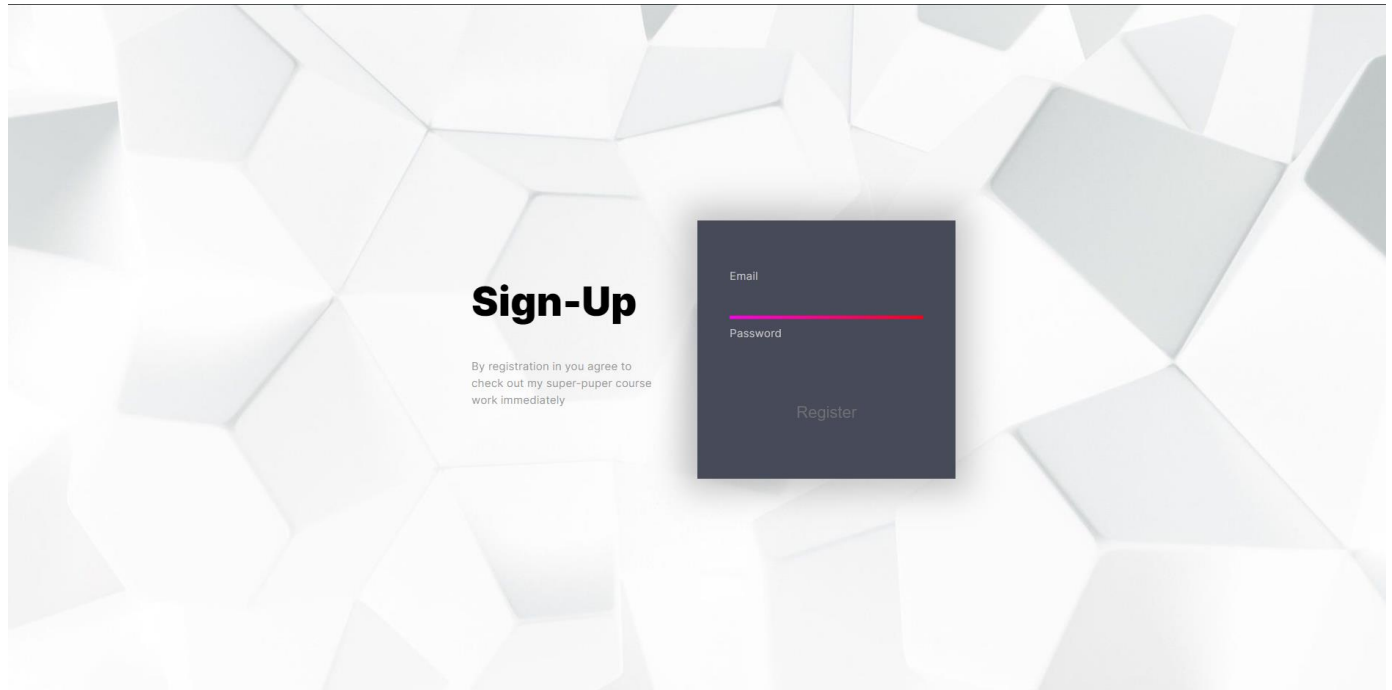 Sign-Up
By registration in you agree to
check out my super-puper course
work immediately
Email
Password
Register